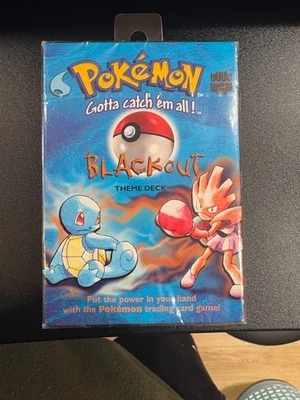 POKéMON
Gotta catch 'em all!™
BLACKOUT
THEME DECK
Put the power in your hand
with the Pokémon trading card game!